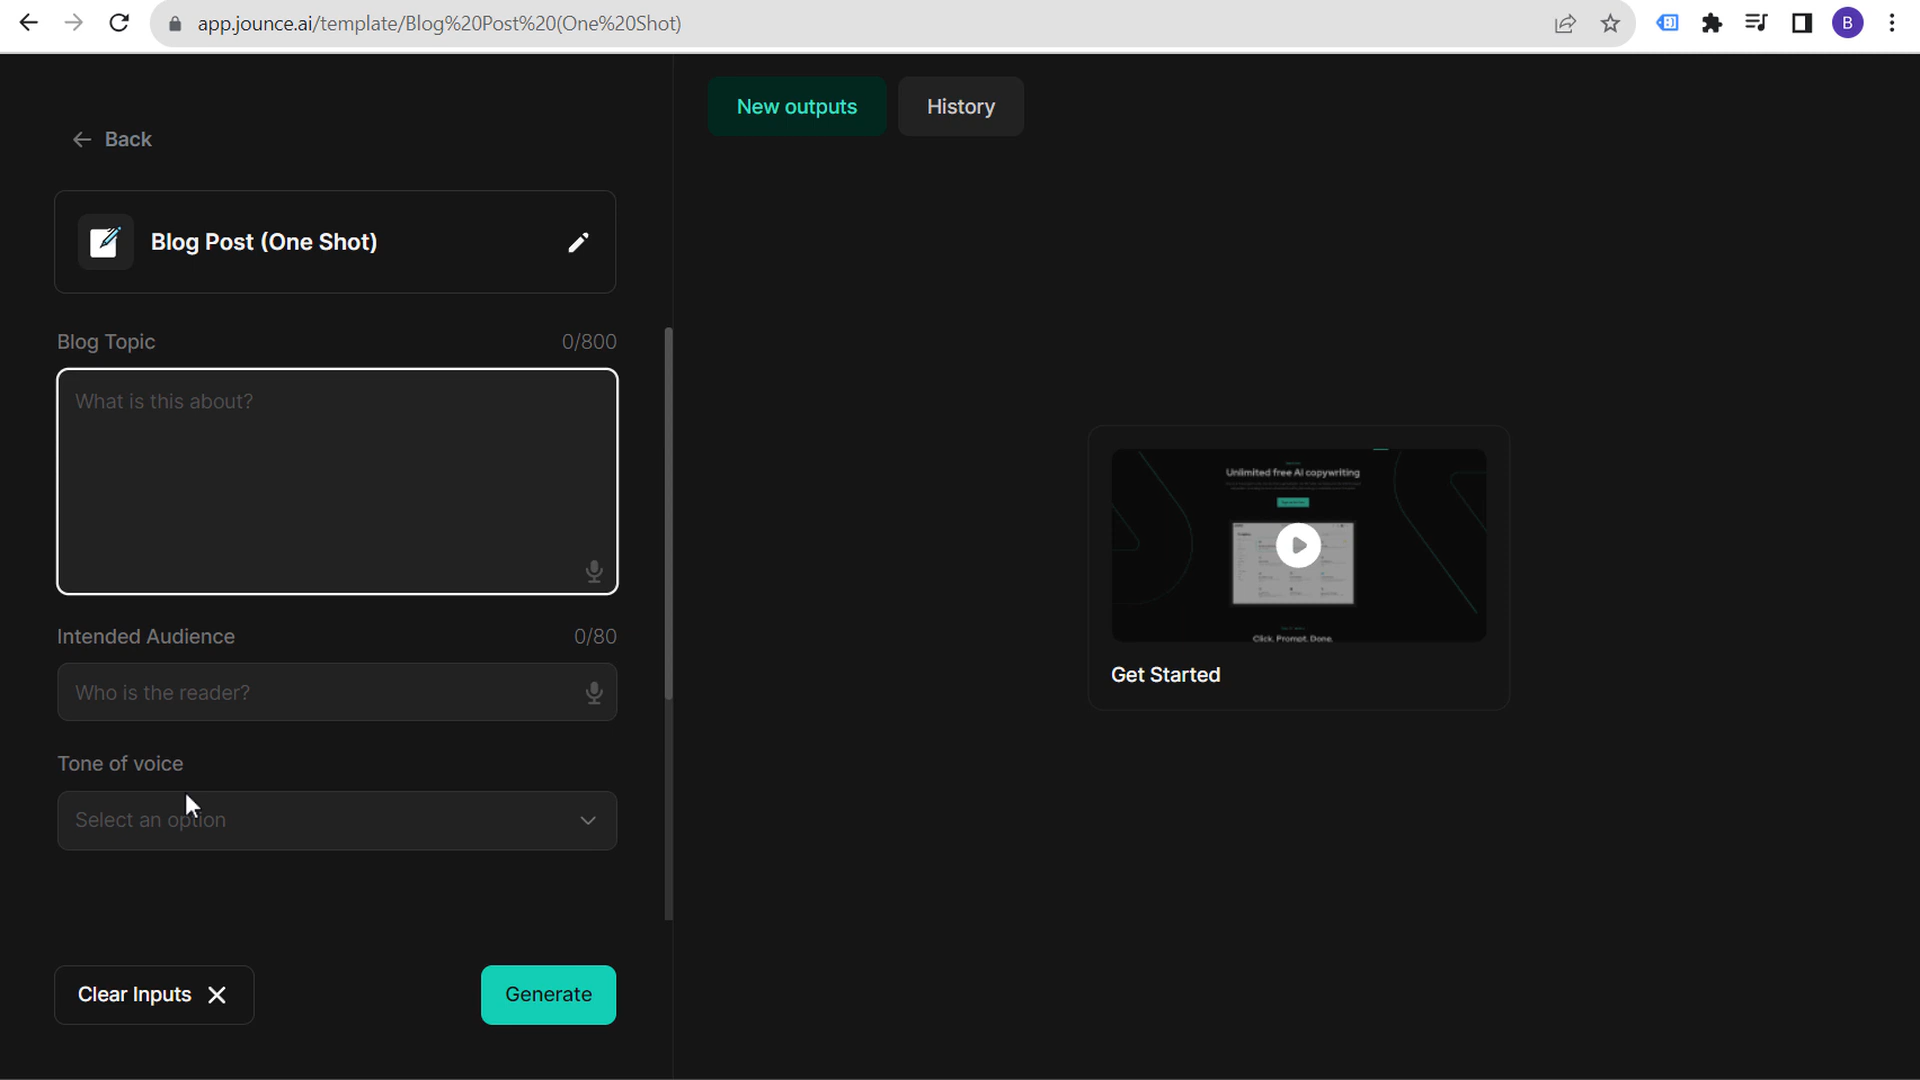 app.jounce.ai/template/Blog%20Post%20(One%20Shot)
B
New outputs
History
Back
Blog Post (One Shot)
Blog Topic
0/800
What is this about?
Intended Audience
0/80
Who is the reader?
Tone of voice
Select an option
Clear Inputs
Generate
Unlimited free AI copywriting
Click. Prompt. Done.
Get Started